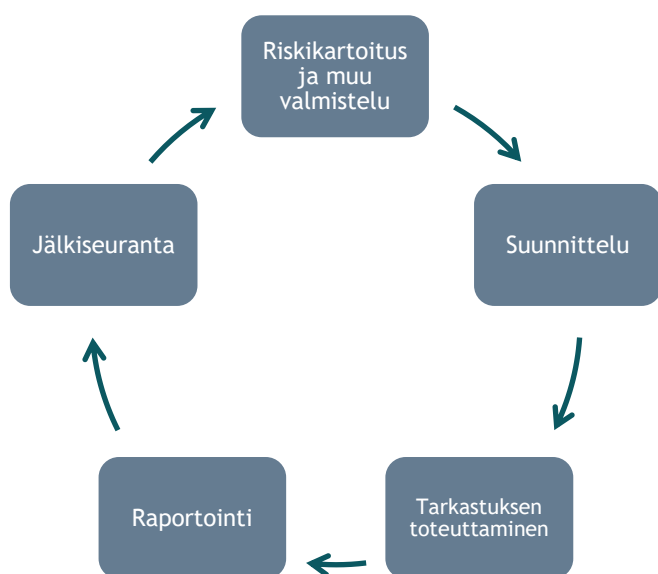 Riskikartoitus
ja muu
valmistelu
Suunnittelu
Tarkastuksen
toteuttaminen
Raportointi
Jälkiseuranta